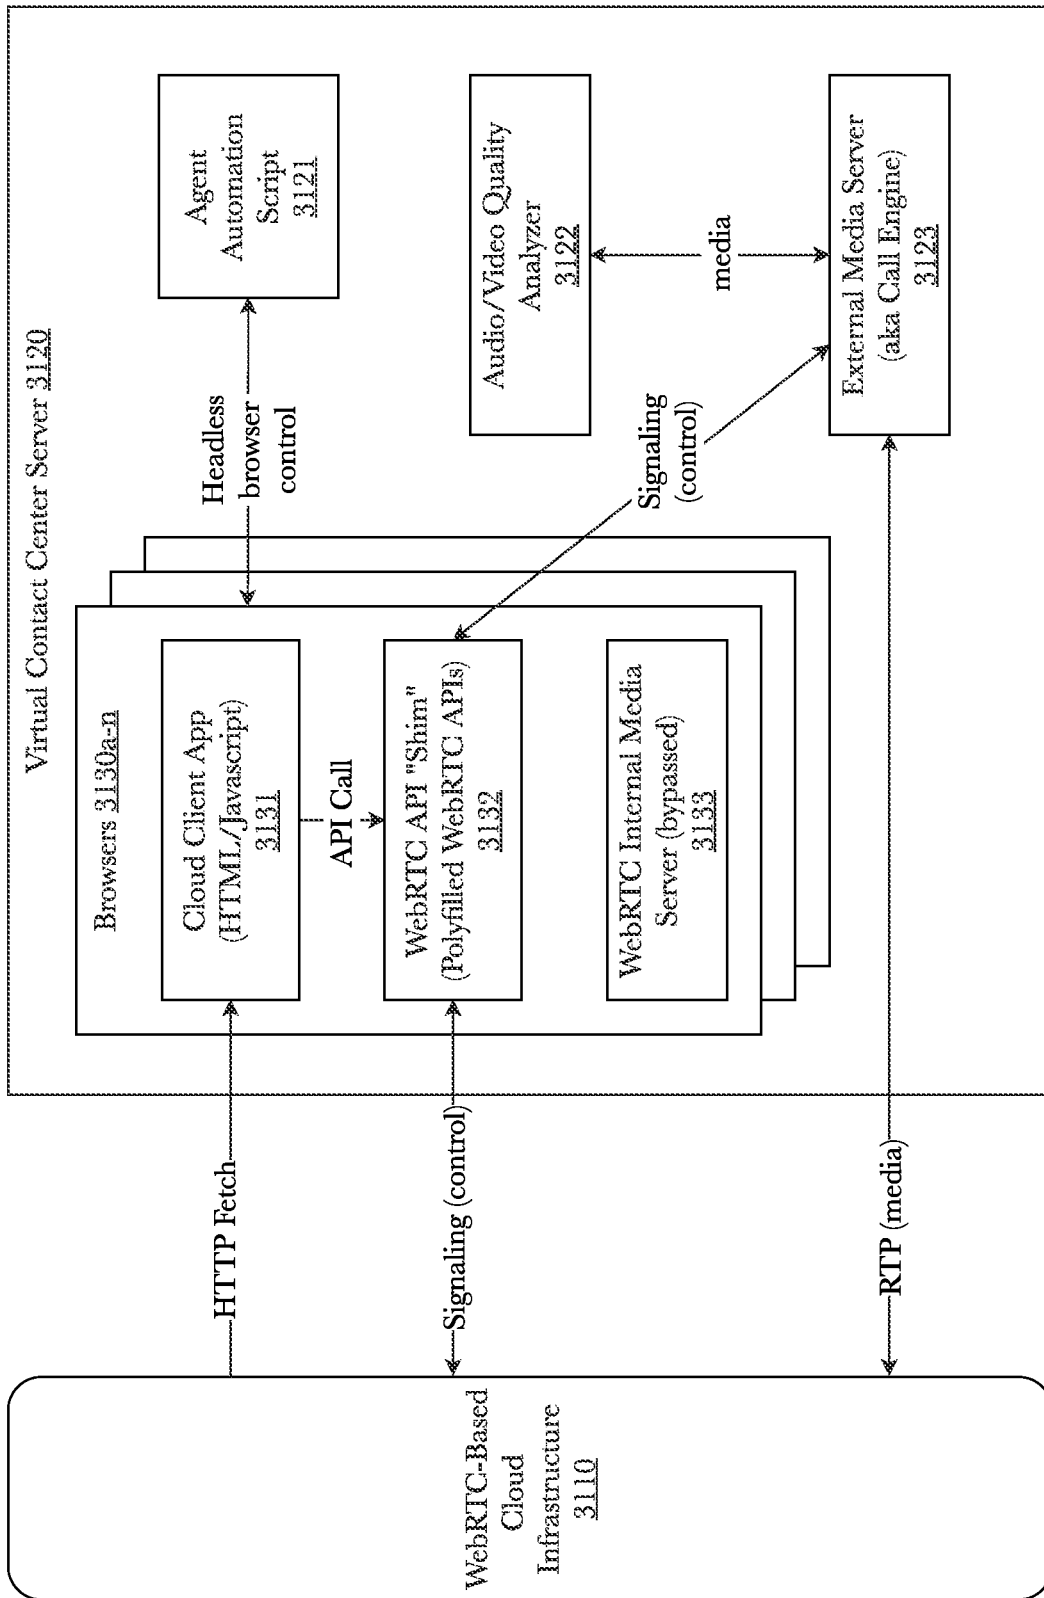 Virtual Contact Center Server 3120
Browsers 3130a-n
Cloud Client App
(HTML/Javascript)
3131
API Call
WebRTC API "Shim"
(Polyfilled WebRTC APIs)
3132
WebRTC Internal Media
Server (bypassed)
3133
Headless
browser
control
Agent
Automation
Script
3121
Audio/Video Quality
Analyzer
3122
media
Signaling
(control)
External Media Server
(aka Call Engine)
3123
HTTP Fetch
Signaling (control)
RTP (media)
WebRTC-Based
Cloud
Infrastructure
3110